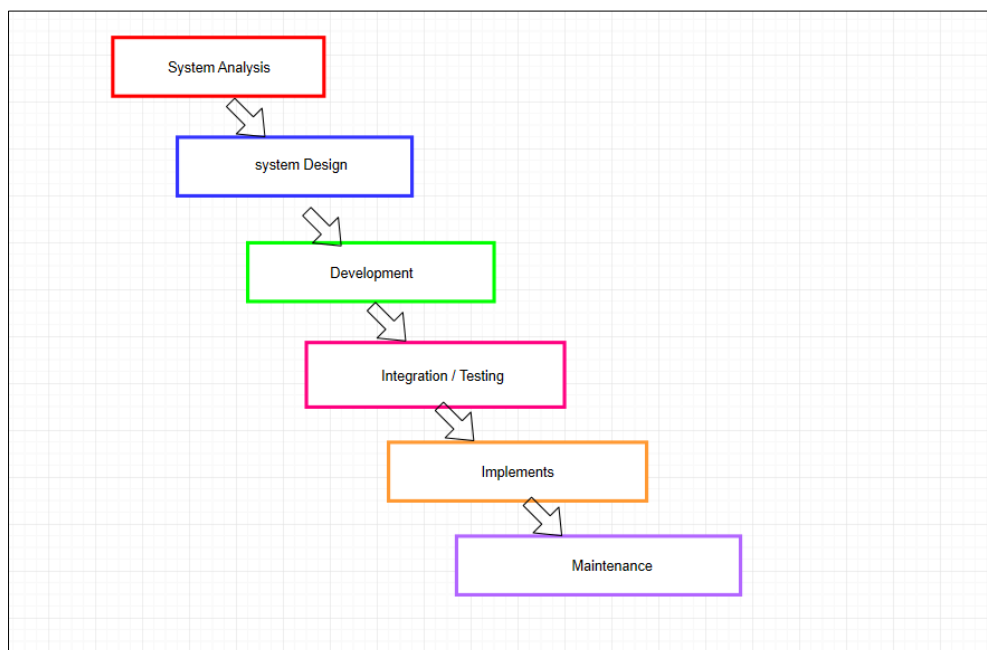 System Analysis
system Design
Development
Integration / Testing
Implements
Maintenance